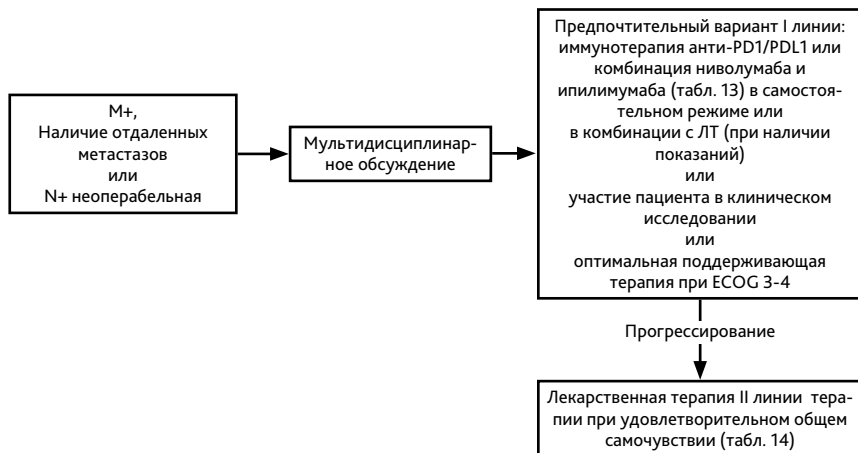 М+,
Наличие отдаленных
метастазов
или
N+ неоперабельная
Мультидисциплинар-
ное обсуждение
Предпочтительный вариант I линии:
иммунотерапия анти-PD1/PDL1 или
комбинация ниволумаба и
ипилимумаба (табл. 13) в самостоя-
тельном режиме или
в комбинации с ЛТ (при наличии
показаний)
или
участие пациента в клиническом
исследовании
или
оптимальная поддерживающая
терапия при ECOG 3-4
Прогрессирование
Лекарственная терапия II линии тера-
пии при удовлетворительном общем
самочувствии (табл. 14)